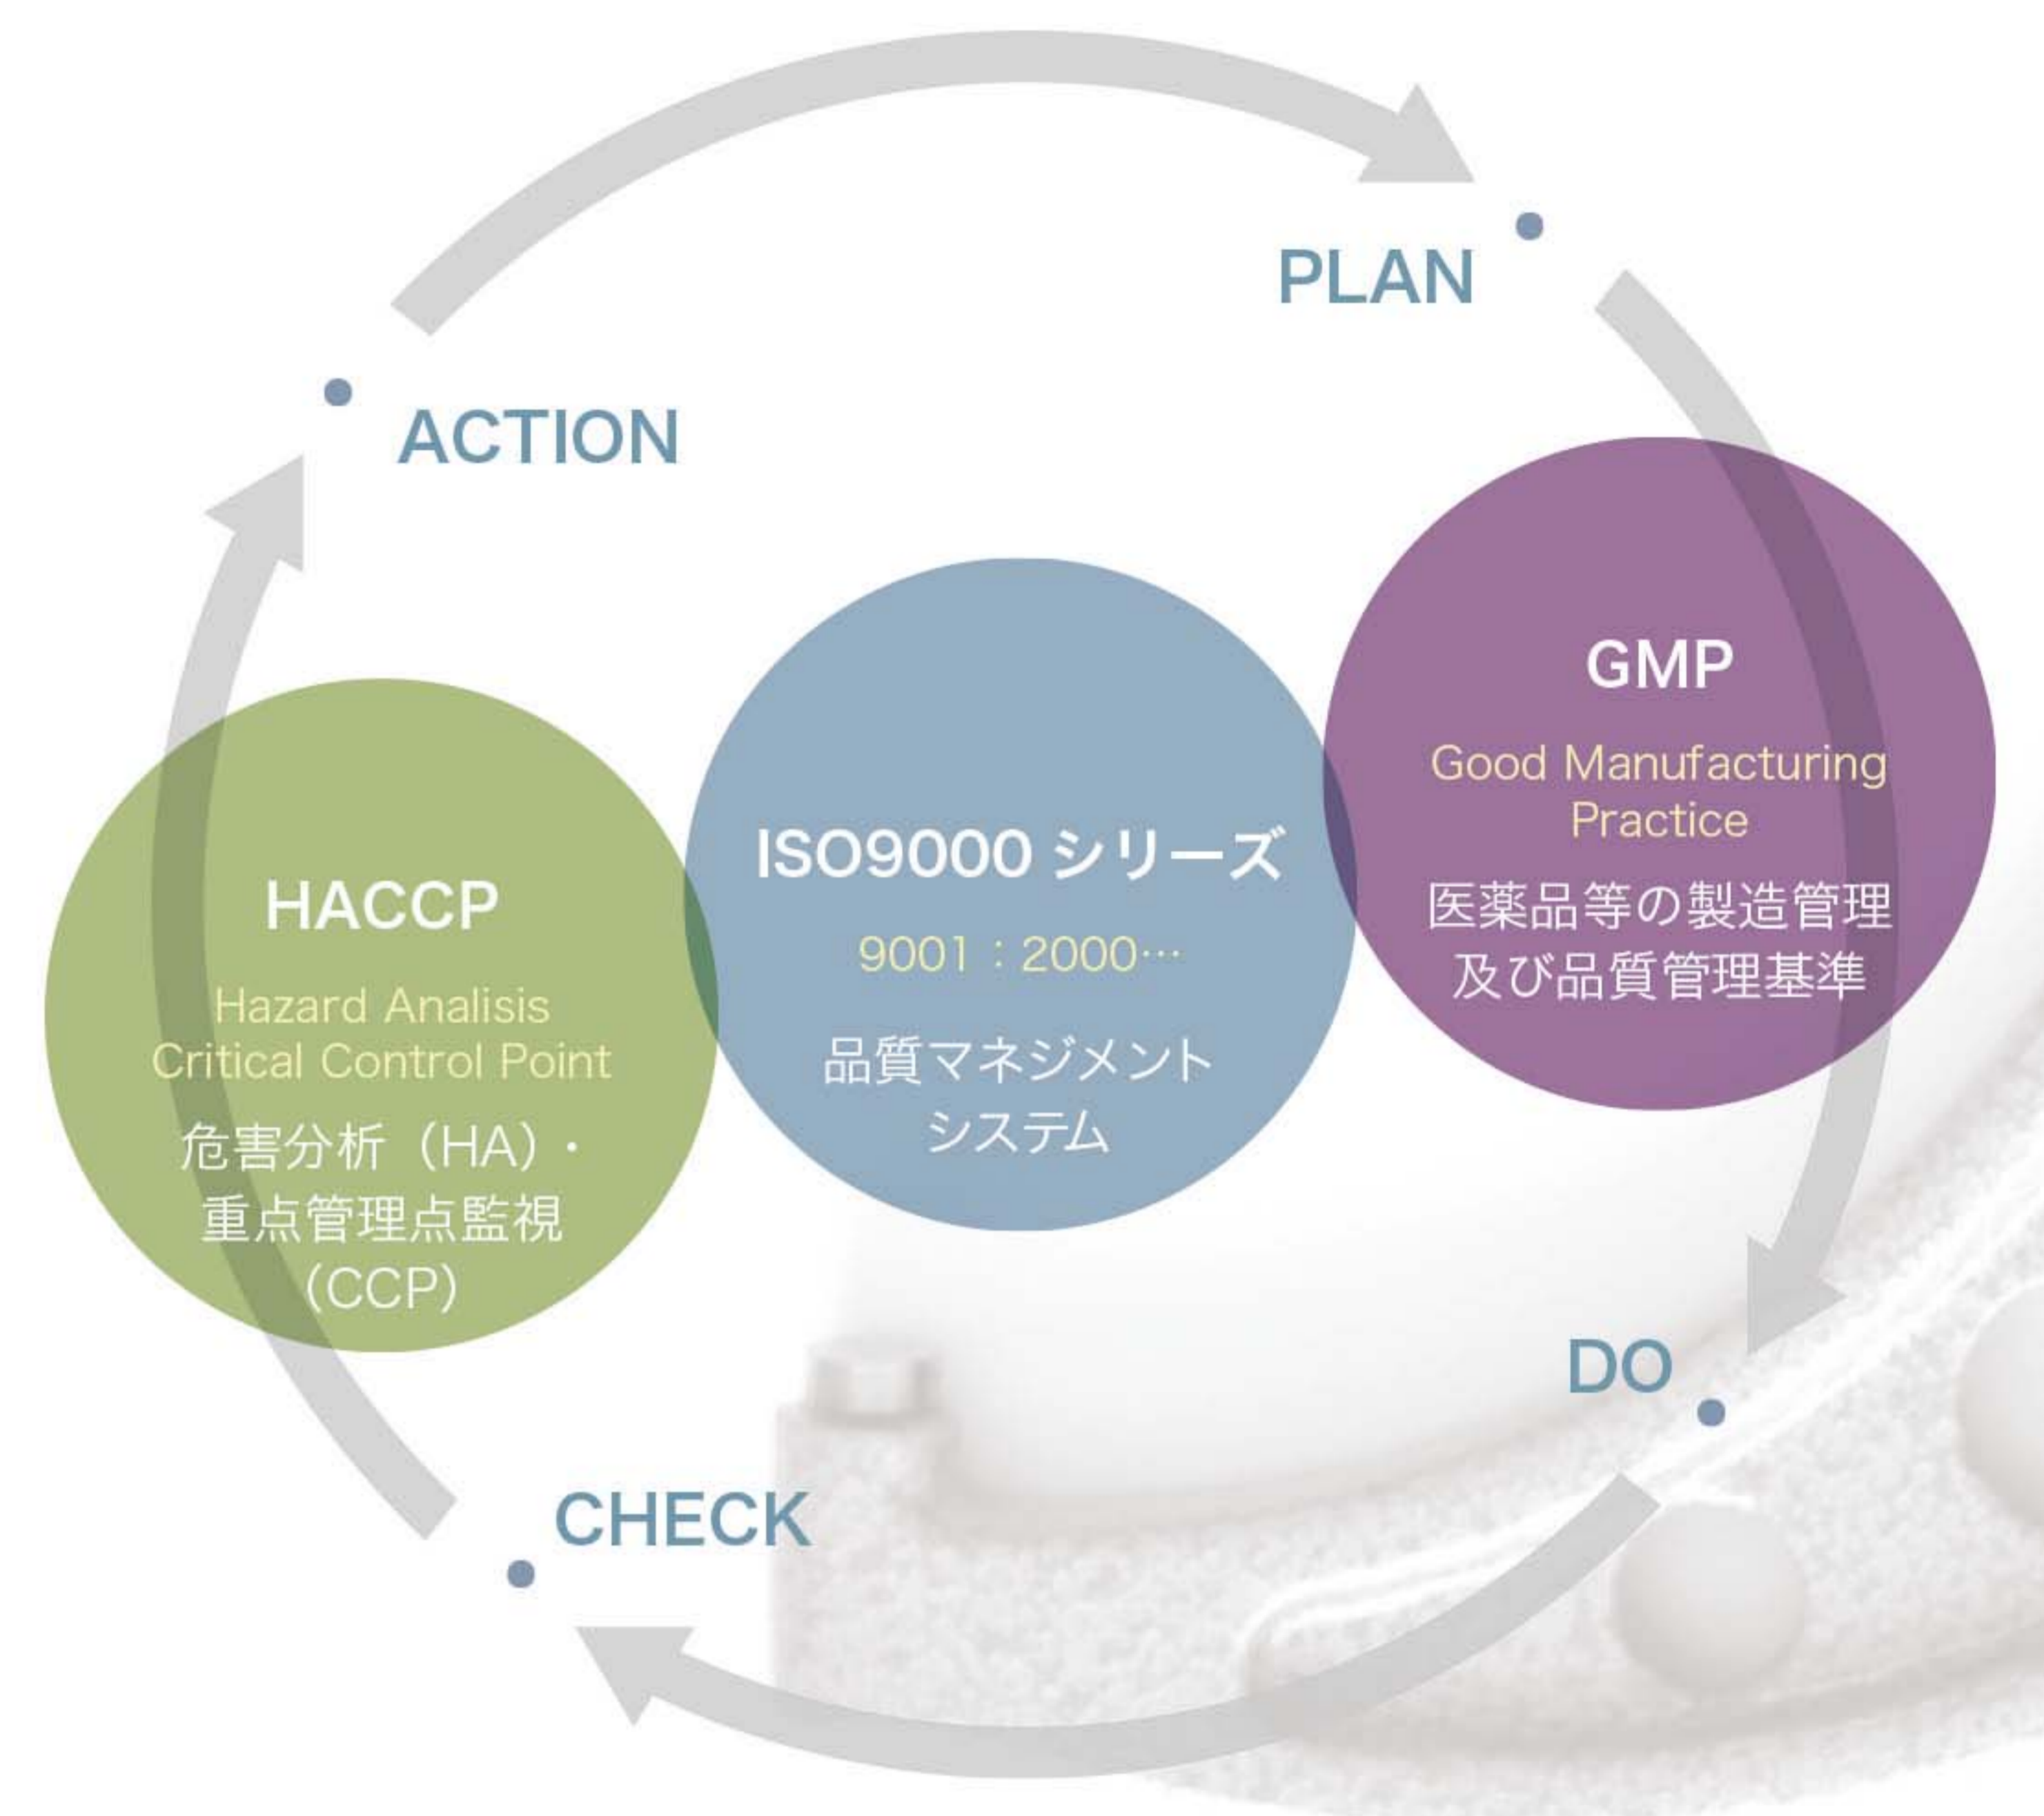 PLAN
ACTION
GMP
Good Manufacturing
Practice
医薬品等の製造管理
及び品質管理基準
ISO9000 シリーズ
9001：2000…
品質マネジメント
システム
HACCP
Hazard Analisis
Critical Control Point
危害分析（HA）・
重点管理点監視
（CCP）
DO
CHECK